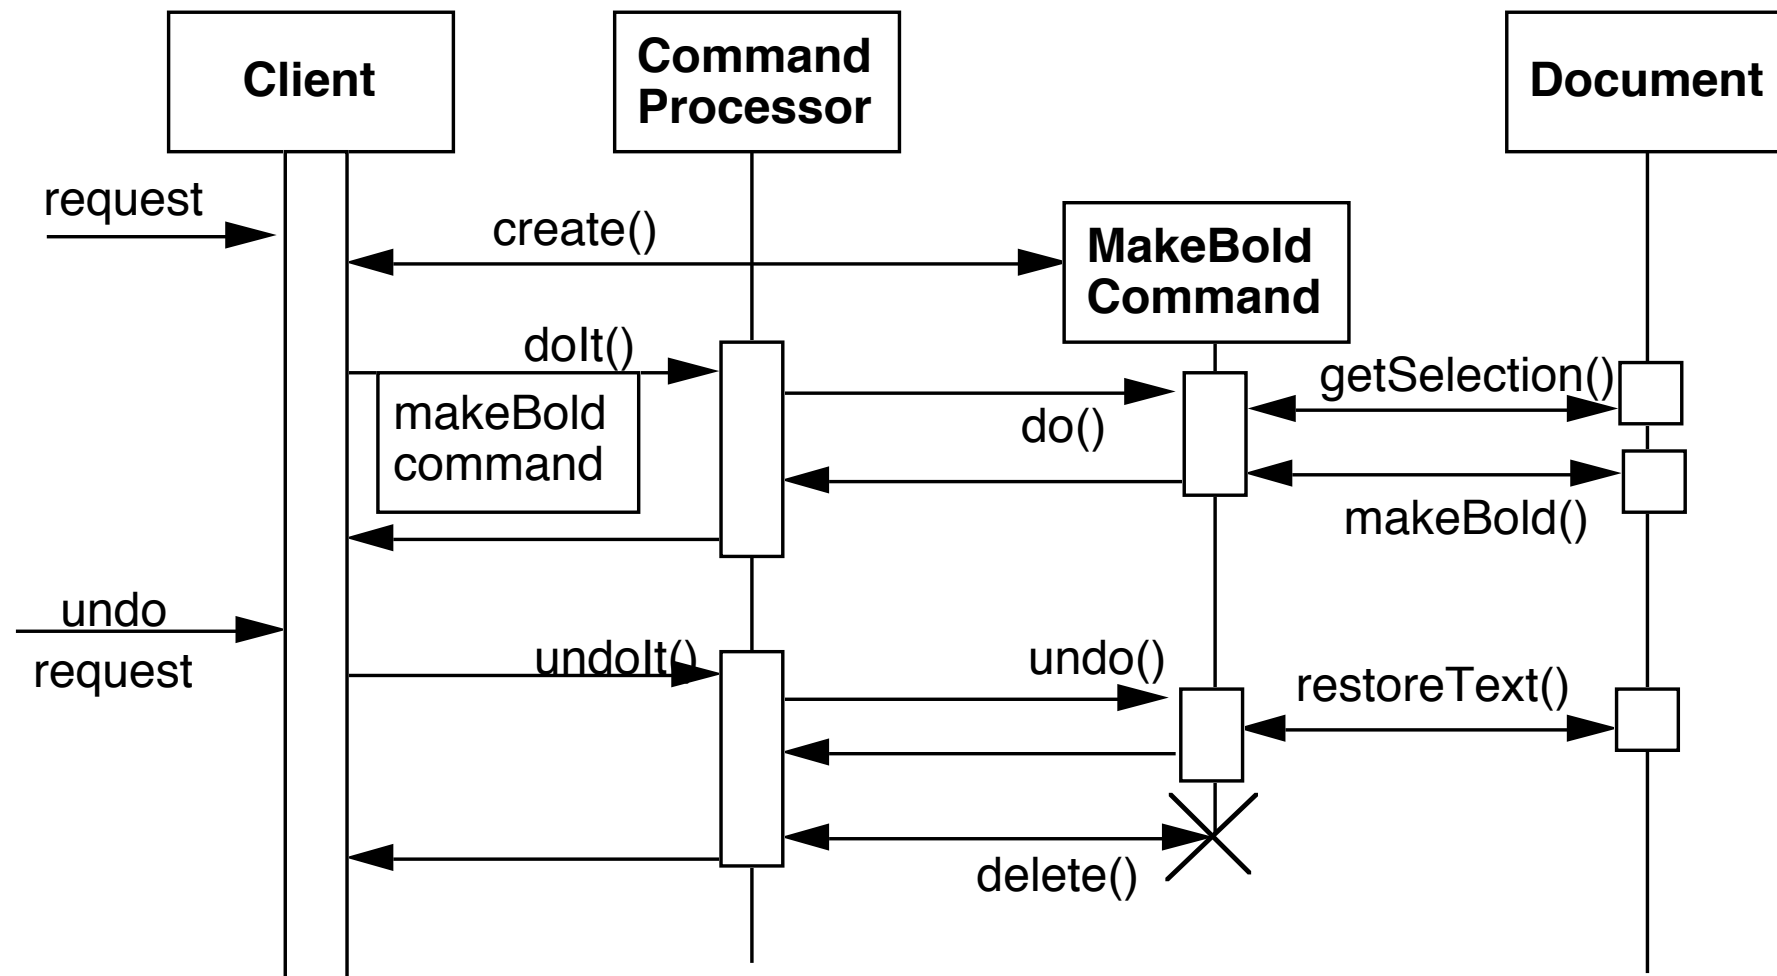 Client
Command
Processor
Document
request
create()
MakeBold
Command
doIt()
getSelection()
makeBold
command
do()
makeBold()
undo
request
undoIt()
undo()
restoreText()
delete()